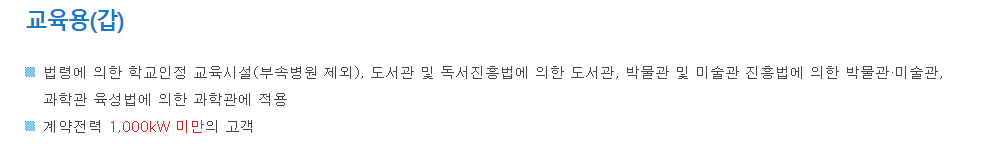 교육용(갑)
법령에 의한 학교인정 교육시설(부속병원 제외), 도서관 및 독서진흥법에 의한 도서관, 박물관 및 미술관 진흥법에 의한 박물관·미술관,
과학관 육성법에 의한 과학관에 적용
계약전력 1,000kW 미만의 고객